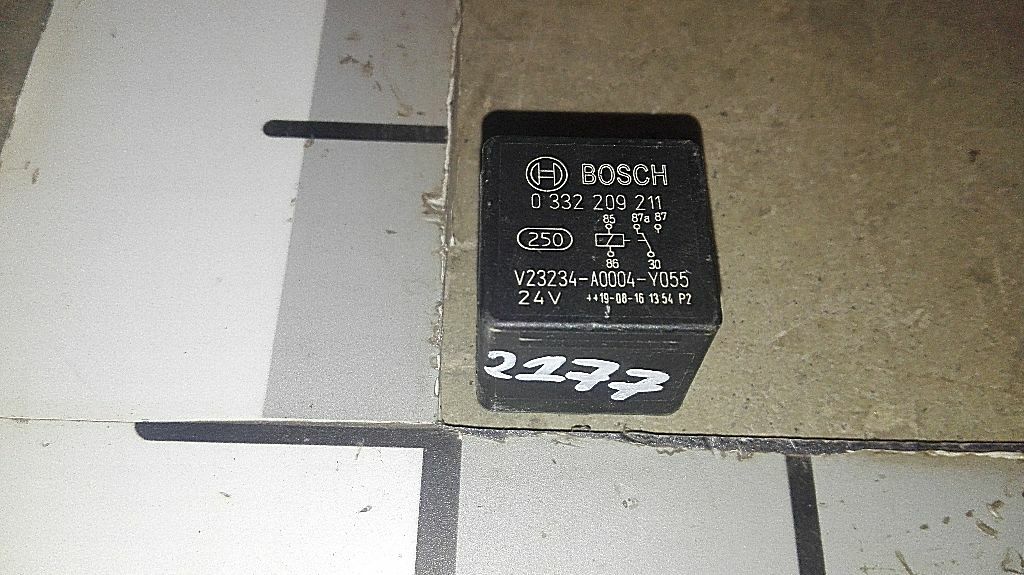 BOSCH
0 332 209 211
85 87a 87
250
86 30
V23234-A0004-Y055
24V ++19-08-16 13 54 P2
2177